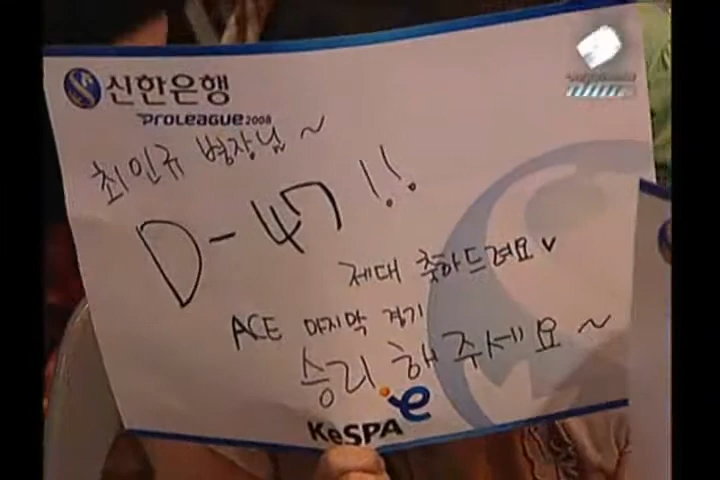 신한은행
PROLEAGUE 2008
최인규 병장님 ~
D-47!!
제대 축하드려요 ♥
ACE 마지막 경기
승리해주세요 ~
e
KeSPA